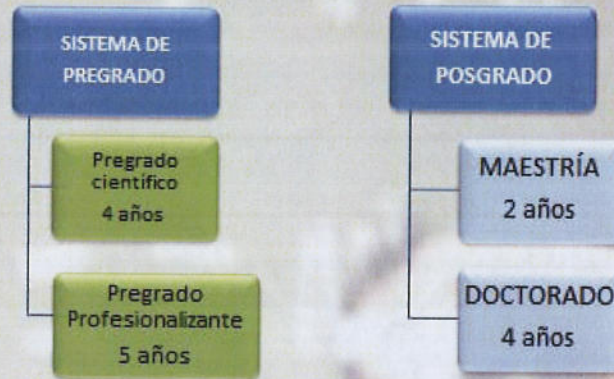 SISTEMA DE
PREGRADO
Pregrado
científico
4 años
Pregrado
Profesionalizante
5 años
SISTEMA DE
POSGRADO
MAESTRÍA
2 años
DOCTORADO
4 años